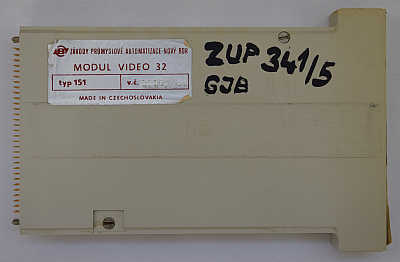 ZÁVODY PRŮMYSLOVÉ AUTOMATIZACE-NOVÝ BOR
MODUL VIDEO 32
typ 151 v.č.
MADE IN CZECHOSLOVAKIA
ZUP 341/5
GJB